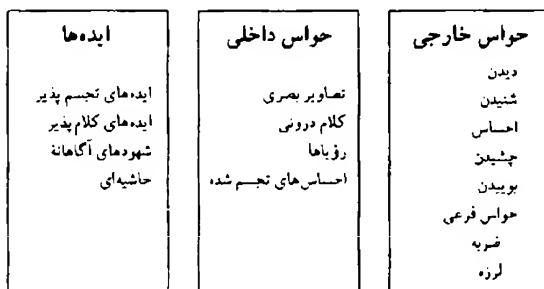 حواس خارجی
دیدن
شنیدن
احساس
چشیدن
بوییدن
حواس فرعی
ضربه
لرزه
حواس داخلی
تصاویر بصری
کلام درونی
رؤیاها
احساس‌های تجسم شده
ایده‌ها
ایده‌های تجسم پذیر
ایده‌های کلام پذیر
شهودهای آگاهانهٔ
حاشیه‌ای